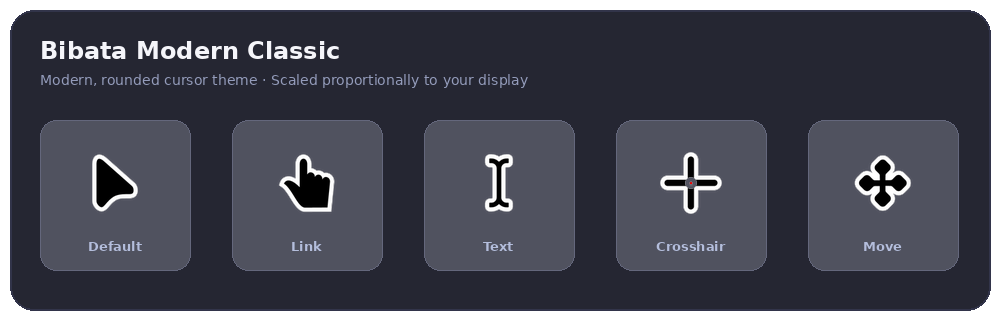 Bibata Modern Classic
Modern, rounded cursor theme · Scaled proportionally to your display
Default
Link
Text
Crosshair
Move